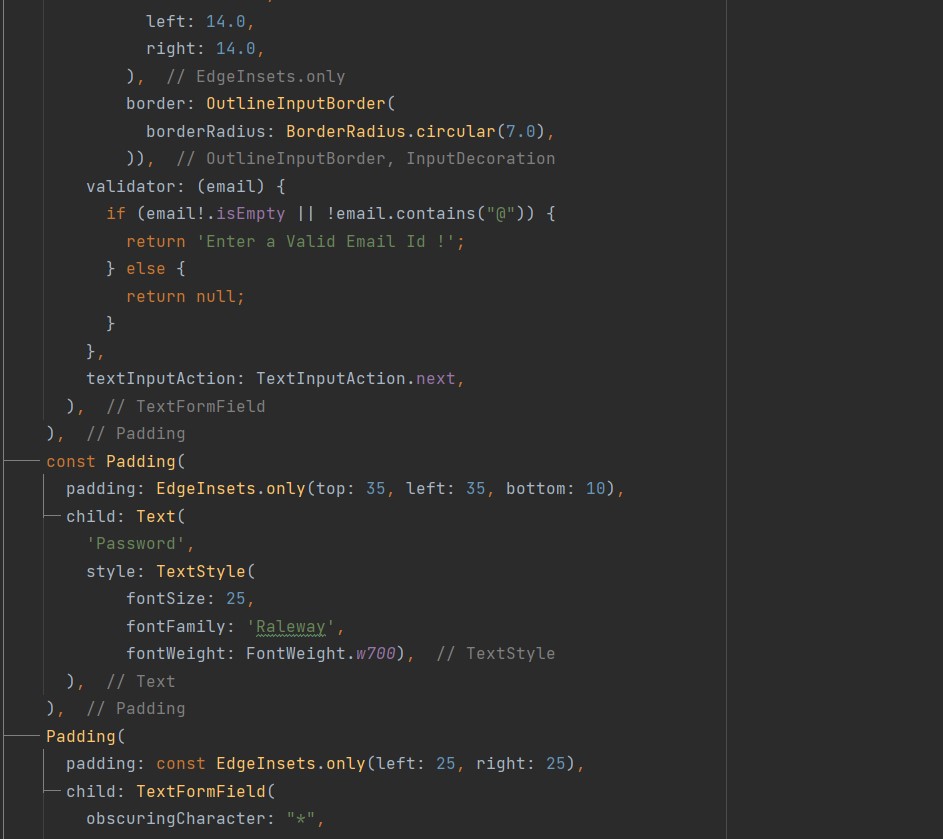 left: 14.0,
right: 14.0,
),  // EdgeInsets.only
border: OutlineInputBorder(
borderRadius: BorderRadius.circular(7.0),
)),  // OutlineInputBorder, InputDecoration
validator: (email) {
if (email!.isEmpty || !email.contains("@")) {
return 'Enter a Valid Email Id !';
} else {
return null;
}
},
textInputAction: TextInputAction.next,
),  // TextFormField
),  // Padding
const Padding(
padding: EdgeInsets.only(top: 35, left: 35, bottom: 10),
child: Text(
'Password',
style: TextStyle(
fontSize: 25,
fontFamily: 'Raleway',
fontWeight: FontWeight.w700),  // TextStyle
),  // Text
),  // Padding
Padding(
padding: const EdgeInsets.only(left: 25, right: 25),
child: TextFormField(
obscuringCharacter: "*",